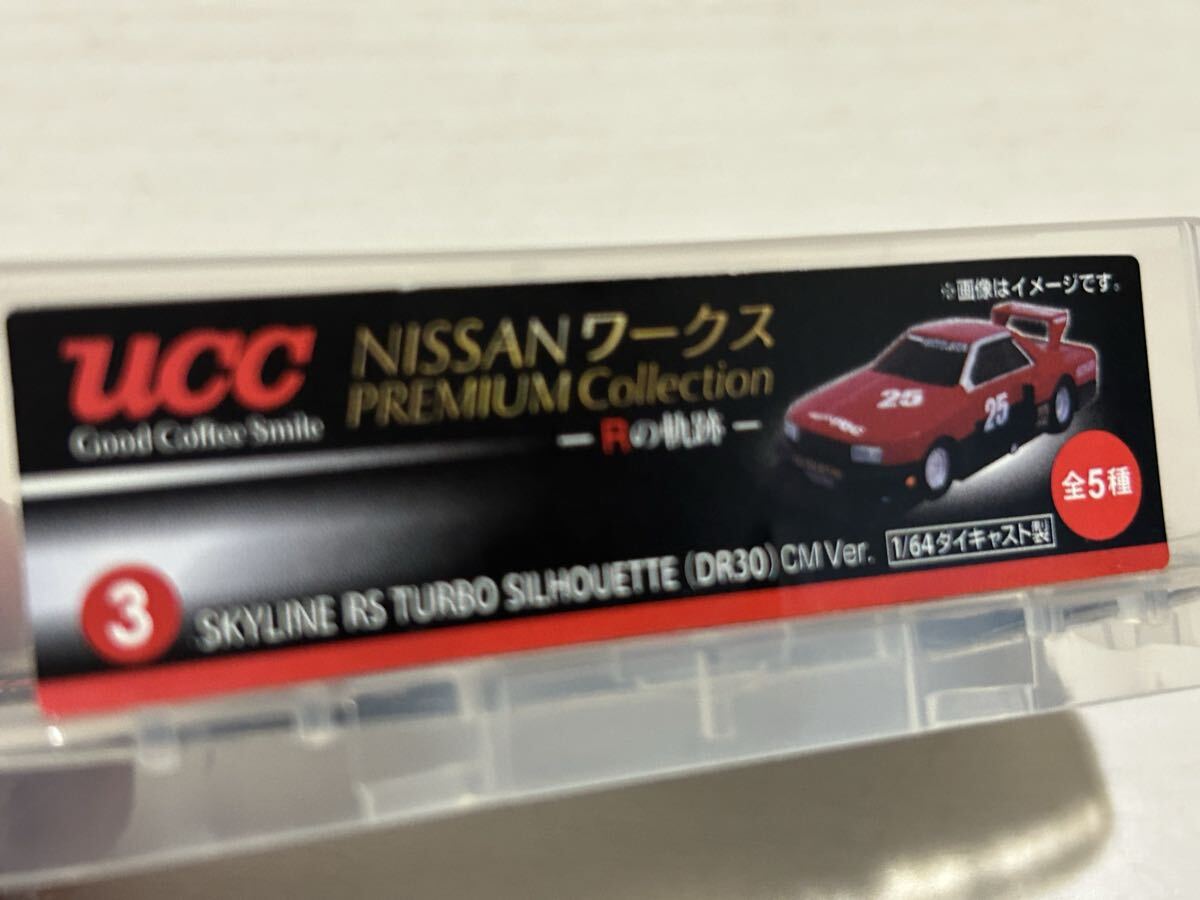 ※画像はイメージです。
UCC
Good Coffee Smile
NISSANワークス
PREMIUM Collection
—Rの軌跡—
25
25
全5種
3
SKYLINE RS TURBO SILHOUETTE (DR30) CM Ver.
1/64ダイキャスト製